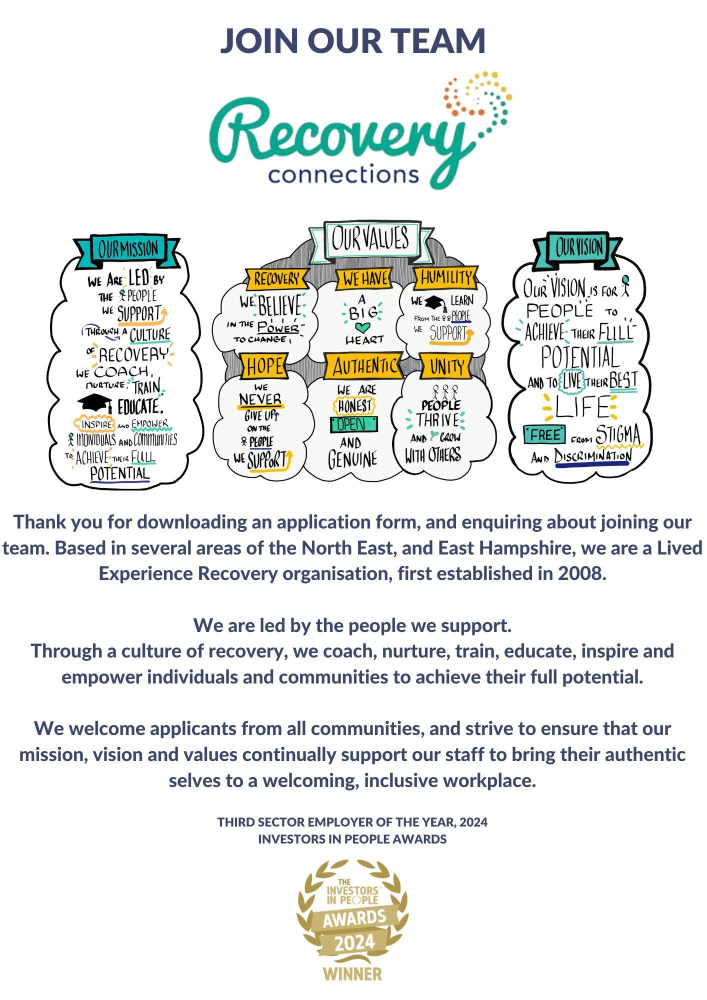 JOIN OUR TEAM
Recovery
connections
OUR MISSION
WE ARE LED BY
THE PEOPLE
WE SUPPORT
THROUGH A CULTURE
OF RECOVERY
WE COACH,
NURTURE, TRAIN,
EDUCATE,
INSPIRE AND EMPOWER
INDIVIDUALS AND COMMUNITIES
TO ACHIEVE THEIR FULL
POTENTIAL
OUR VALUES
RECOVERY
WE BELIEVE
IN THE POWER
TO CHANGE
WE HAVE
A
BIG
HEART
HUMILITY
WE LEARN
FROM THE PEOPLE
WE SUPPORT
HOPE
WE
NEVER
GIVE UP
ON THE
PEOPLE
WE SUPPORT
AUTHENTIC
WE ARE
HONEST
OPEN
AND
GENUINE
UNITY
PEOPLE
THRIVE
AND GROW
WITH OTHERS
OUR VISION
OUR VISION IS FOR
PEOPLE TO
ACHIEVE THEIR FULL
POTENTIAL
AND TO LIVE THEIR BEST
LIFE
"FREE" FROM STIGMA
AND DISCRIMINATION
Thank you for downloading an application form, and enquiring about joining our
team. Based in several areas of the North East, and East Hampshire, we are a Lived
Experience Recovery organisation, first established in 2008.
We are led by the people we support.
Through a culture of recovery, we coach, nurture, train, educate, inspire and
empower individuals and communities to achieve their full potential.
We welcome applicants from all communities, and strive to ensure that our
mission, vision and values continually support our staff to bring their authentic
selves to a welcoming, inclusive workplace.
THIRD SECTOR EMPLOYER OF THE YEAR, 2024
INVESTORS IN PEOPLE AWARDS
THE
INVESTORS
IN PEOPLE
AWARDS
2024
WINNER